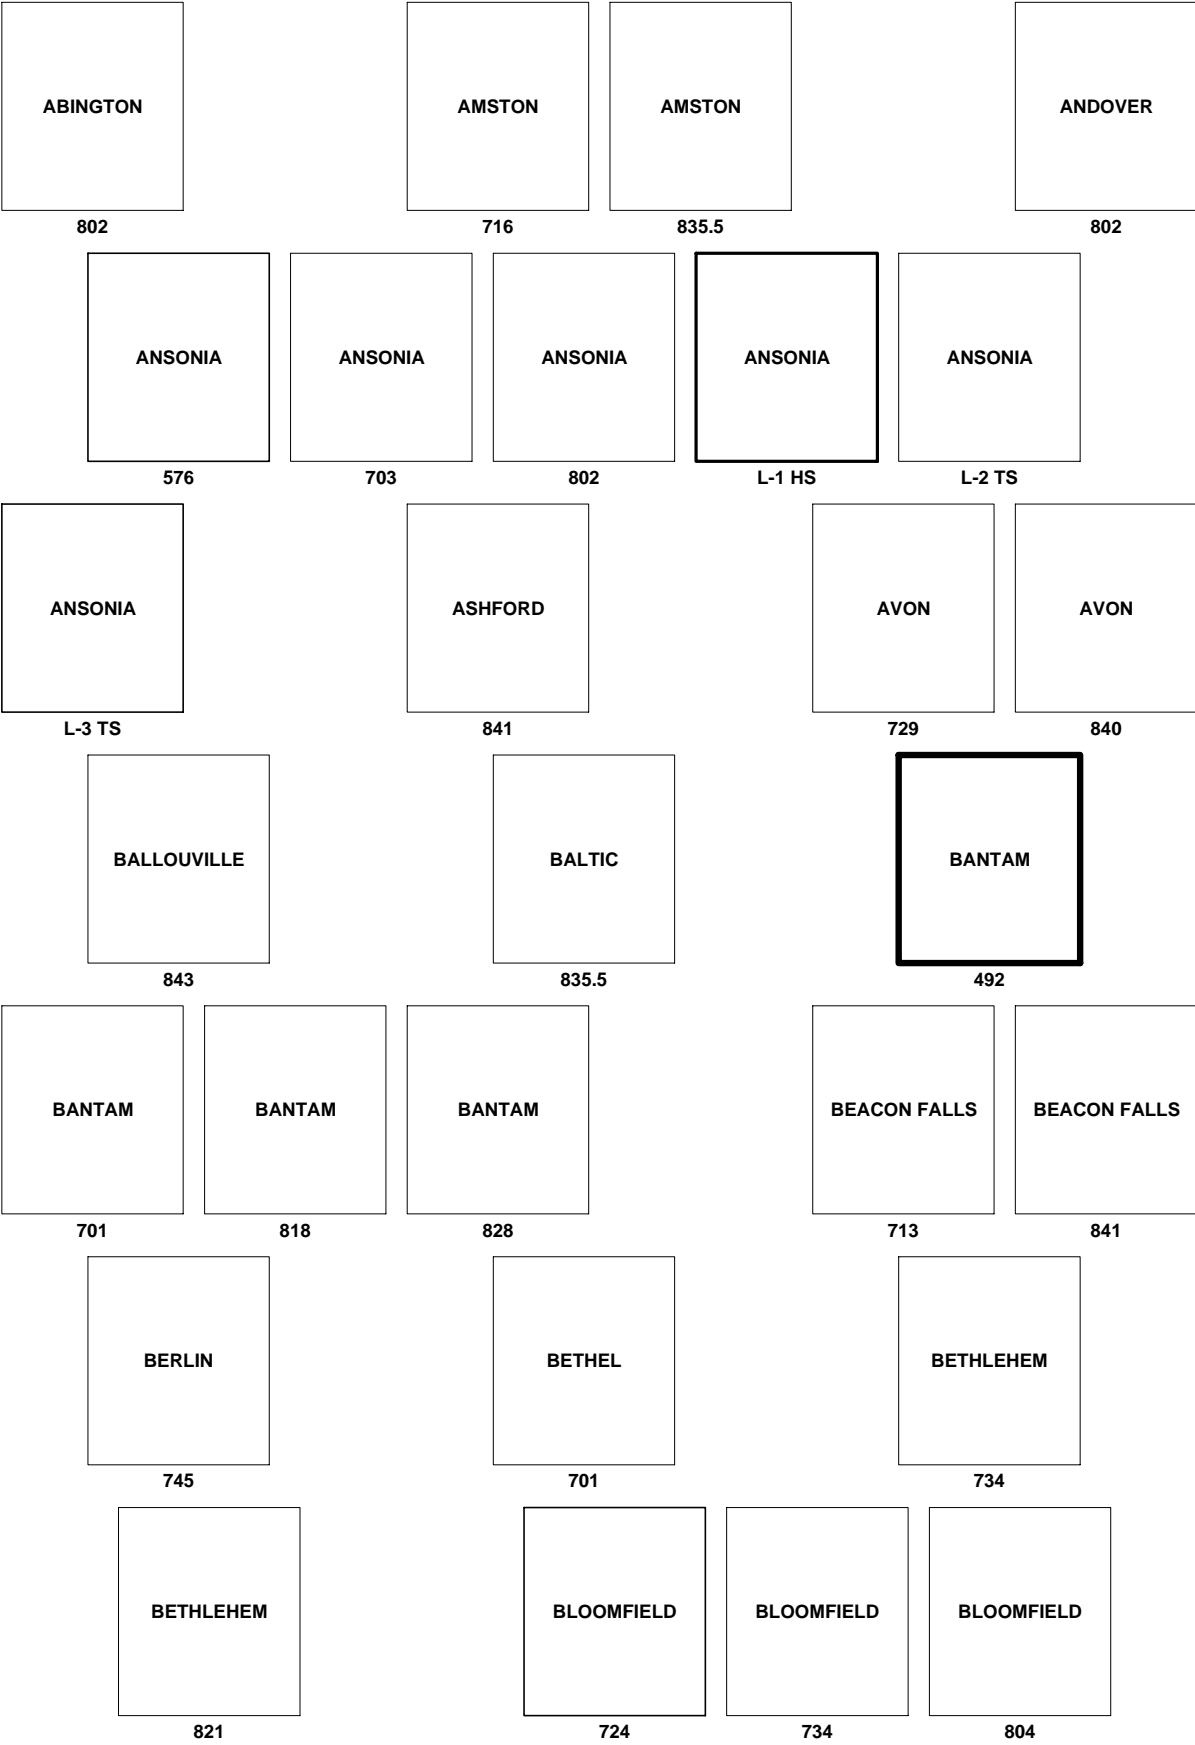 ABINGTON AMSTON AMSTON ANDOVER
802 716 835.5 802
ANSONIA ANSONIA ANSONIA ANSONIA ANSONIA
576 703 802 L-1 HS L-2 TS
ANSONIA ASHFORD AVON AVON
L-3 TS 841 729 840
BALLOUVILLE BALTIC BANTAM
843 835.5 492
BANTAM BANTAM BANTAM BEACON FALLS BEACON FALLS
701 818 828 713 841
BERLIN BETHEL BETHLEHEM
745 701 734
BETHLEHEM BLOOMFIELD BLOOMFIELD BLOOMFIELD
821 724 734 804